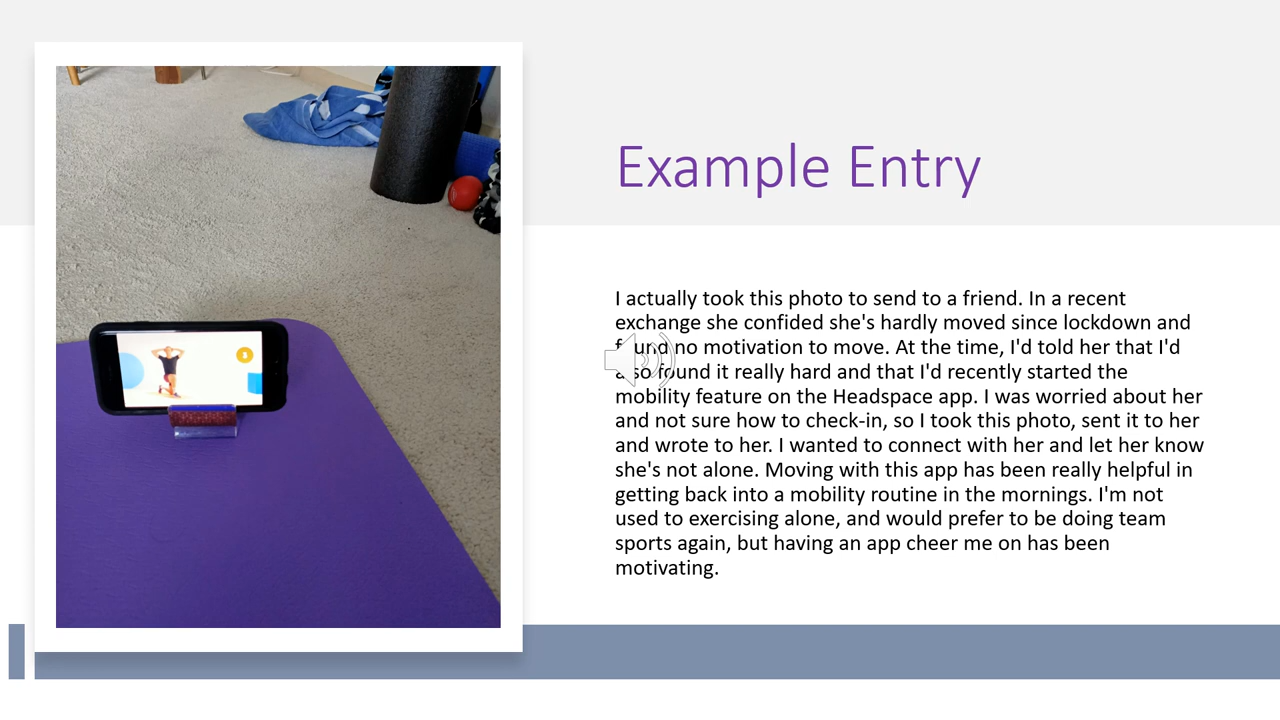 Example Entry
I actually took this photo to send to a friend. In a recent
exchange she confided she's hardly moved since lockdown and
found no motivation to move. At the time, I'd told her that I'd
also found it really hard and that I'd recently started the
mobility feature on the Headspace app. I was worried about her
and not sure how to check-in, so I took this photo, sent it to her
and wrote to her. I wanted to connect with her and let her know
she's not alone. Moving with this app has been really helpful in
getting back into a mobility routine in the mornings. I'm not
used to exercising alone, and would prefer to be doing team
sports again, but having an app cheer me on has been
motivating.